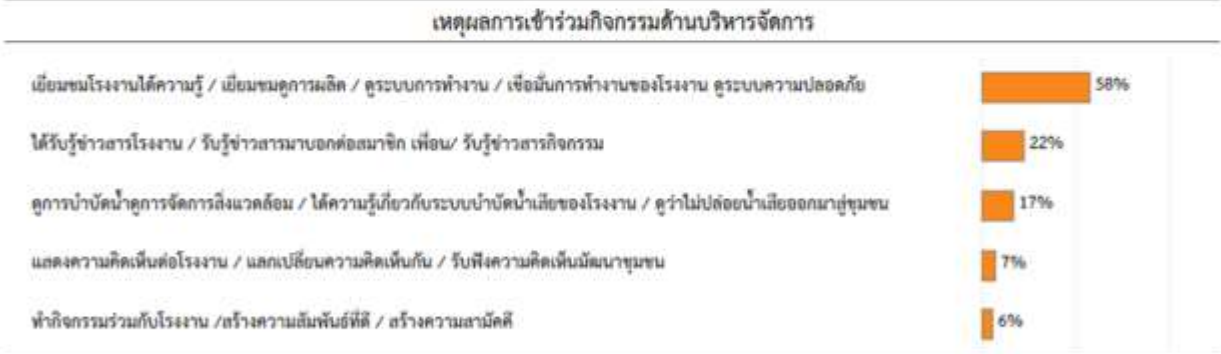 เหตุผลการเข้าร่วมกิจกรรมด้านบริหารจัดการ
เยี่ยมชมโรงงานได้ความรู้ / เยี่ยมชมดูการผลิต / ดูระบบการทำงาน / เชื่อมั่นการทำงานของโรงงาน ดูระบบความปลอดภัย 58%
ได้รับรู้ข่าวสารโรงงาน / รับรู้ข่าวสารมาบอกต่อสมาชิก เพื่อน/ รับรู้ข่าวสารกิจกรรม 22%
ดูการบำบัดน้ำดูการจัดการสิ่งแวดล้อม / ได้ความรู้เกี่ยวกับระบบบำบัดน้ำเสียของโรงงาน / ดูว่าไม่ปล่อยน้ำเสียออกมาสู่ชุมชน 17%
แสดงความคิดเห็นต่อโรงงาน / แลกเปลี่ยนความคิดเห็นกัน / รับฟังความคิดเห็นพัฒนาชุมชน 7%
ทำกิจกรรมร่วมกับโรงงาน /สร้างความสัมพันธ์ที่ดี / สร้างความสามัคคี 6%